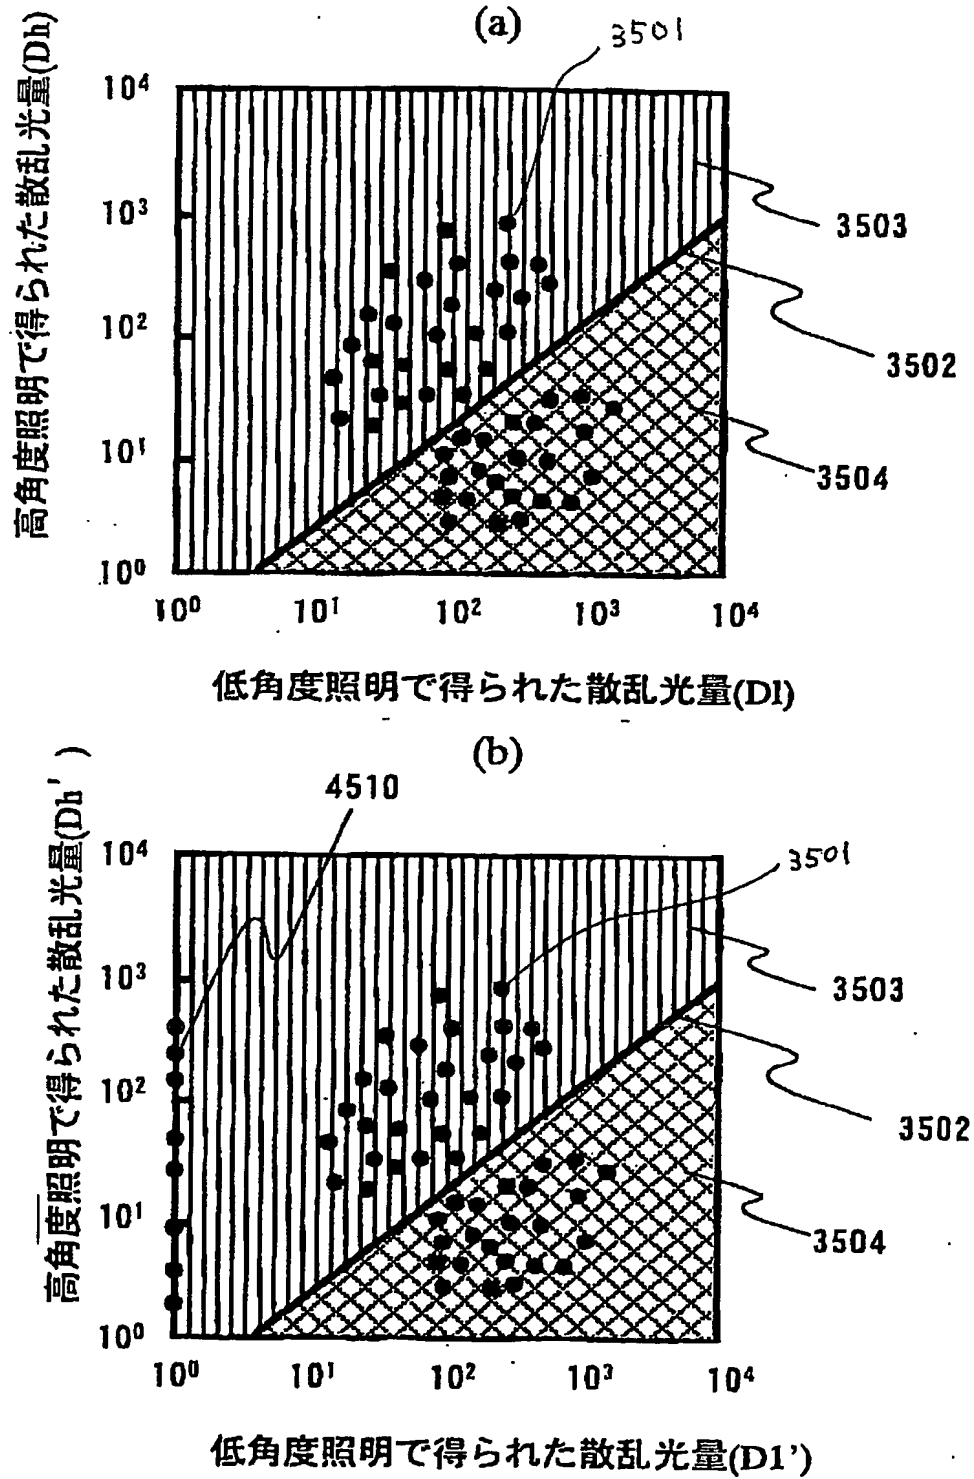 (a)
3501
高角度照明で得られた散乱光量(Dh)
10⁴
10³
10²
10¹
10⁰
3503
3502
3504
10⁰ 10¹ 10² 10³ 10⁴
低角度照明で得られた散乱光量(Dl)
(b)
4510
3501
高角度照明で得られた散乱光量(Dh')
10⁴
10³
10²
10¹
10⁰
3503
3502
3504
10⁰ 10¹ 10² 10³ 10⁴
低角度照明で得られた散乱光量(D1’)